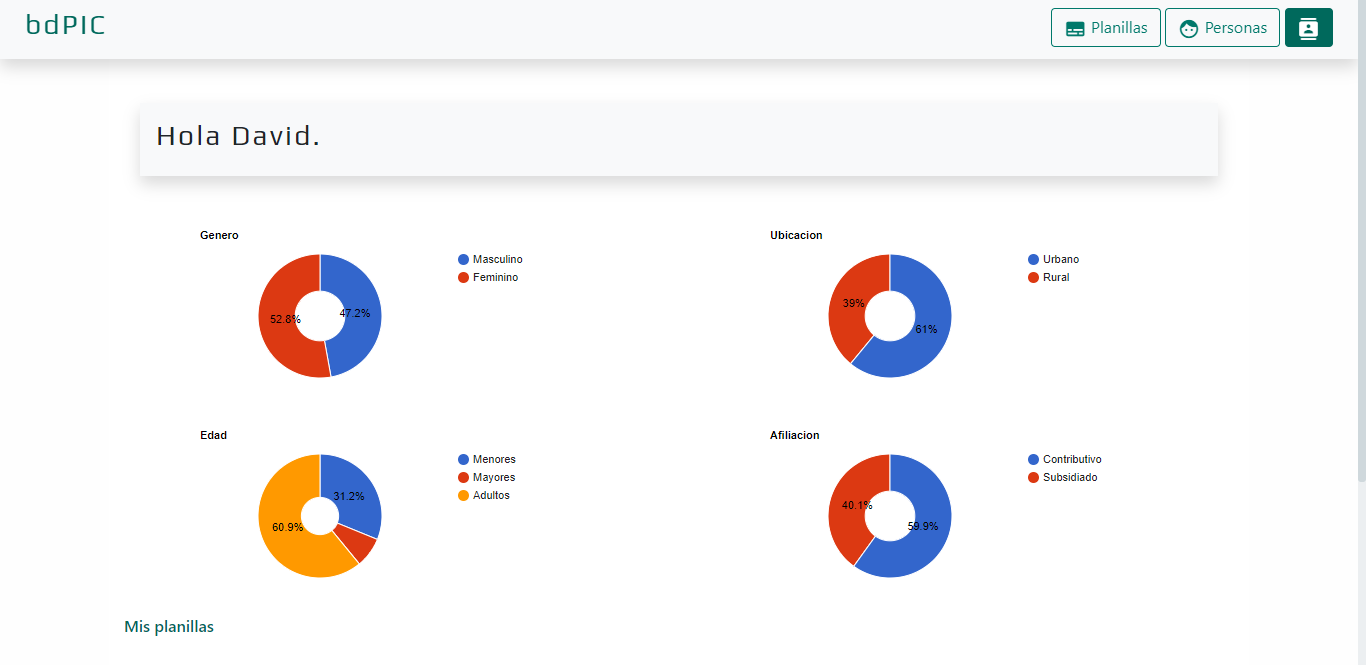 bdPIC
Planillas
Personas
Hola David.
Genero
Masculino
Feminino
52.8%
47.2%
Ubicacion
Urbano
Rural
39%
61%
Edad
Menores
Mayores
Adultos
31.2%
60.9%
Afiliacion
Contributivo
Subsidiado
40.1%
59.9%
Mis planillas